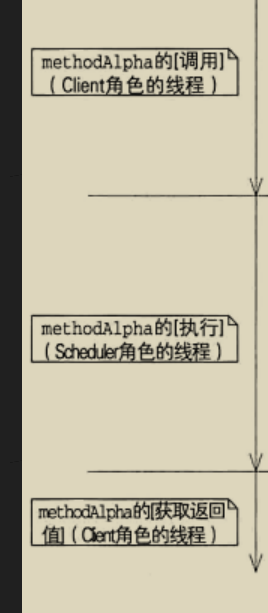 methodAlpha的[调用]
(Client角色的线程)
methodAlpha的[执行]
(Scheduler角色的线程)
methodAlpha的[获取返回
值](Client角色的线程)